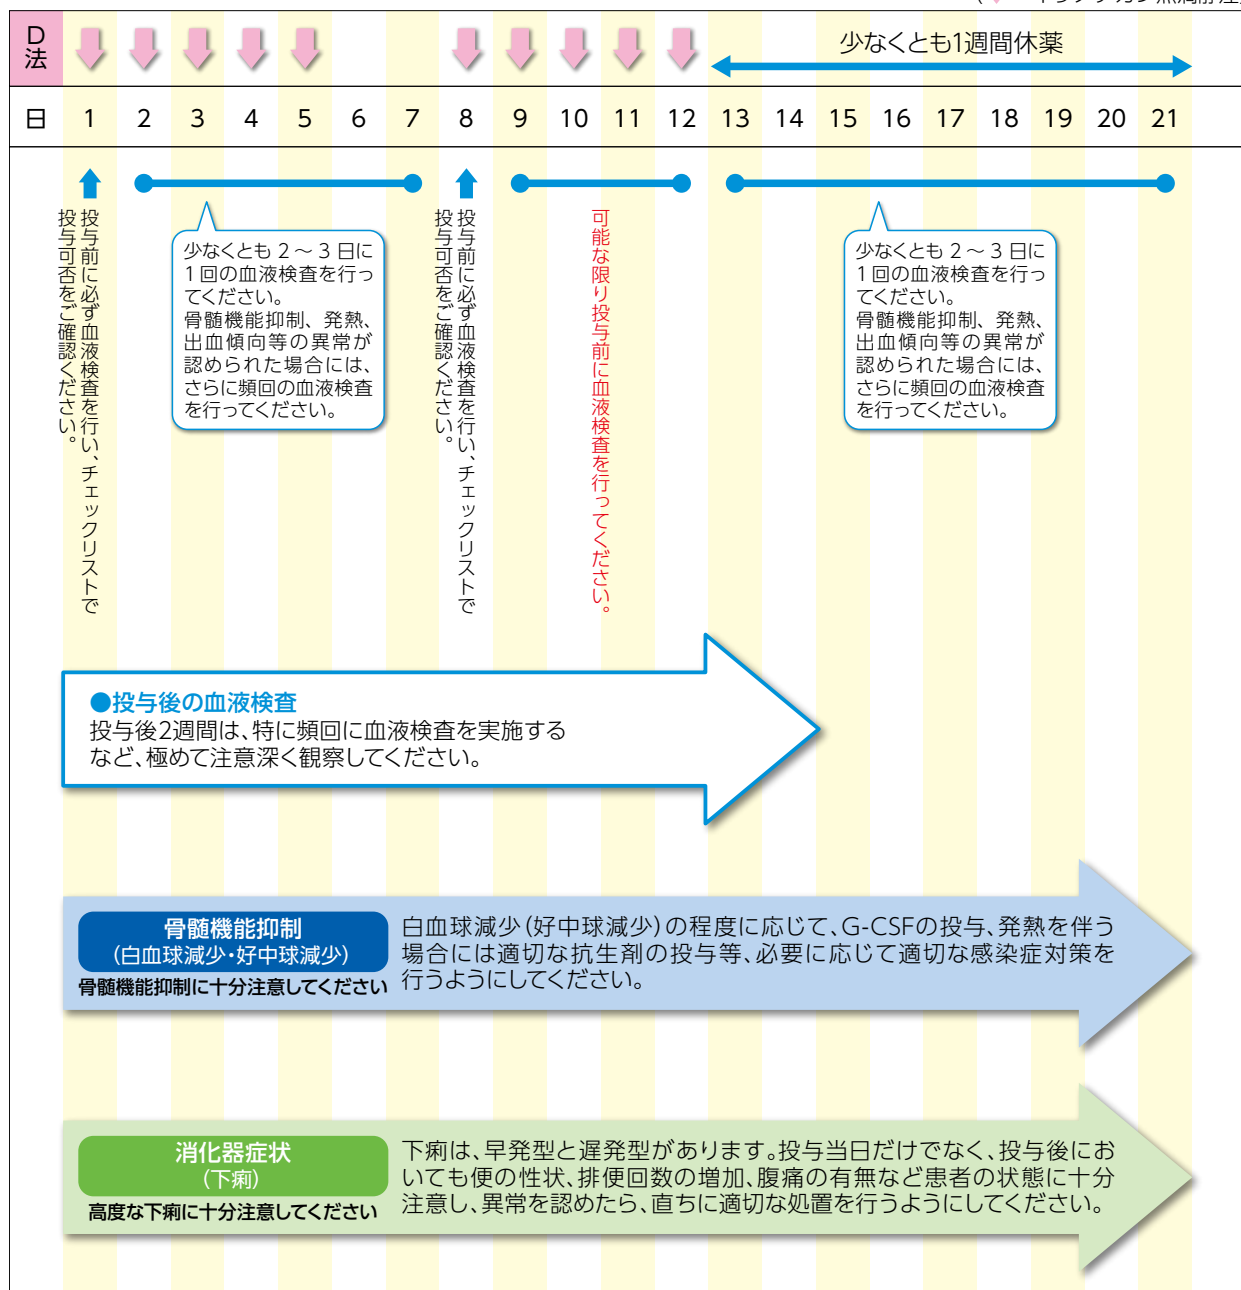 D法
少なくとも1週間休薬
日 1 2 3 4 5 6 7 8 9 10 11 12 13 14 15 16 17 18 19 20 21
投与前に必ず血液検査を行い、チェックリストで
投与可否をご確認ください。
少なくとも 2～3 日に
1回の血液検査を行っ
てください。
骨髄機能抑制、発熱、
出血傾向等の異常が
認められた場合には、
さらに頻回の血液検査
を行ってください。
投与前に必ず血液検査を行い、チェックリストで
投与可否をご確認ください。
可能な限り投与前に血液検査を行ってください。
少なくとも 2～3 日に
1回の血液検査を行っ
てください。
骨髄機能抑制、発熱、
出血傾向等の異常が
認められた場合には、
さらに頻回の血液検査
を行ってください。
●投与後の血液検査
投与後2週間は、特に頻回に血液検査を実施する
など、極めて注意深く観察してください。
骨髄機能抑制
(白血球減少・好中球減少)
骨髄機能抑制に十分注意してください
白血球減少(好中球減少)の程度に応じて、G-CSFの投与、発熱を伴う
場合には適切な抗生剤の投与等、必要に応じて適切な感染症対策を
行うようにしてください。
消化器症状
(下痢)
高度な下痢に十分注意してください
下痢は、早発型と遅発型があります。投与当日だけでなく、投与後にお
いても便の性状、排便回数の増加、腹痛の有無など患者の状態に十分
注意し、異常を認めたら、直ちに適切な処置を行うようにしてください。